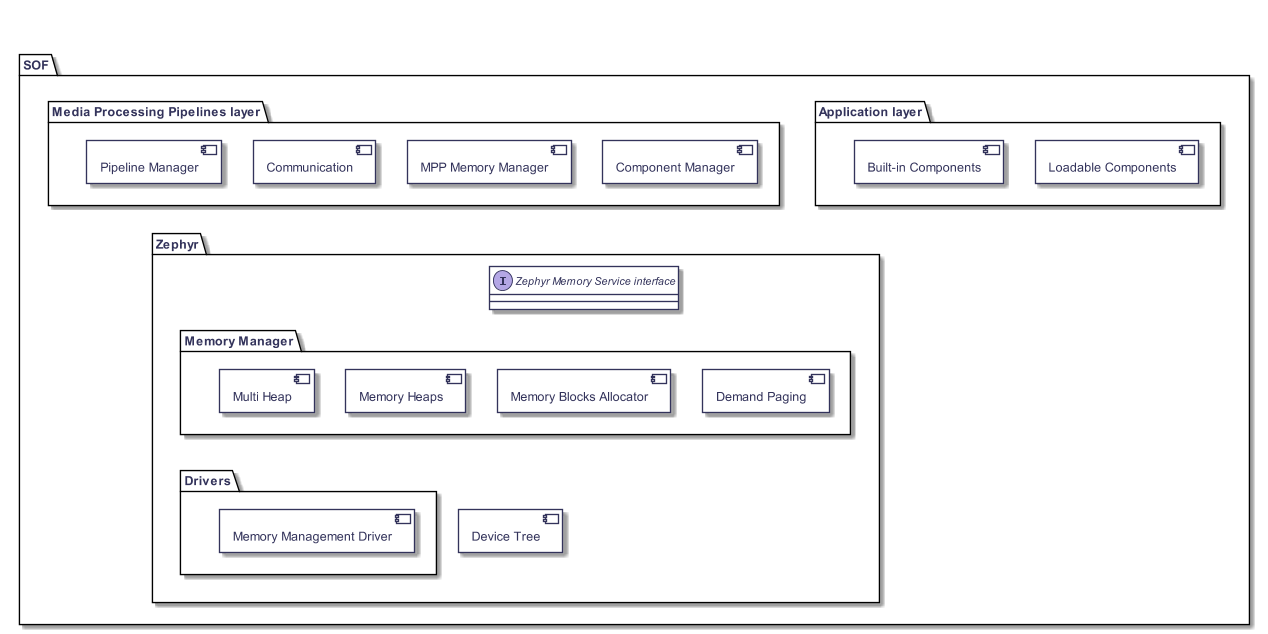 SOF
Media Processing Pipelines layer
Application layer
Pipeline Manager
Communication
MPP Memory Manager
Component Manager
Built-in Components
Loadable Components
Zephyr
I
Zephyr Memory Service interface
Memory Manager
Multi Heap
Memory Heaps
Memory Blocks Allocator
Demand Paging
Drivers
Memory Management Driver
Device Tree